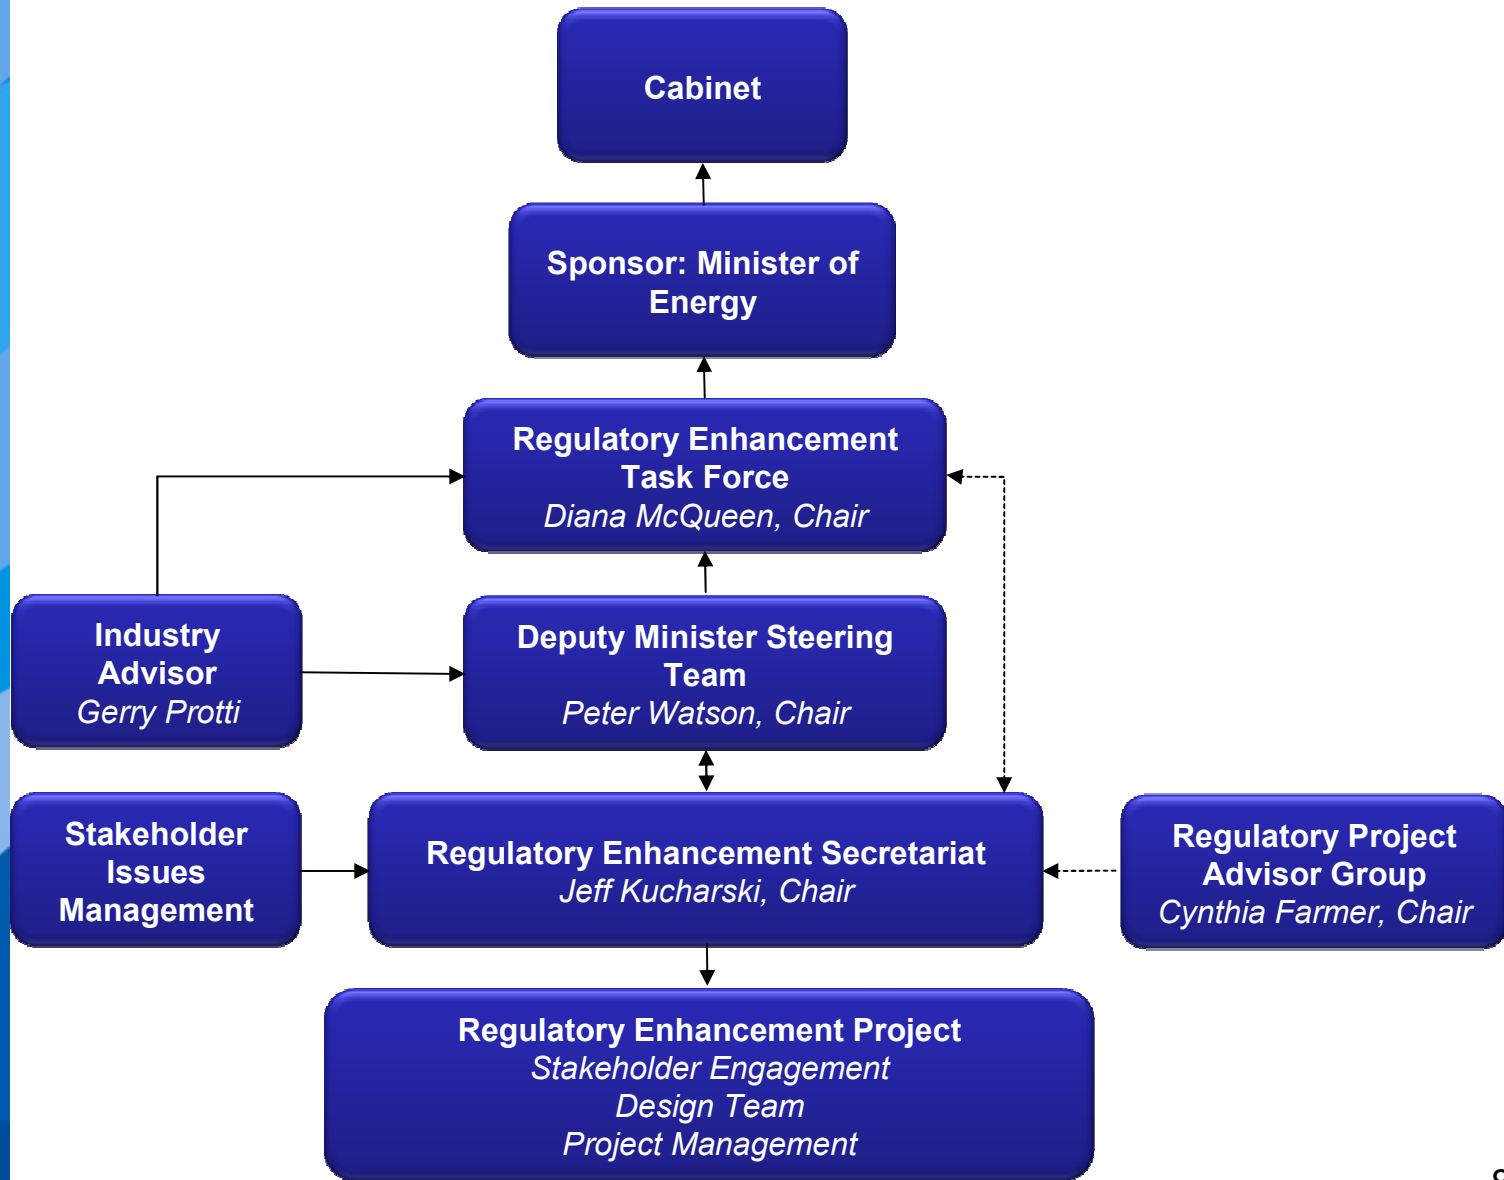 Cabinet
Sponsor: Minister of
Energy
Regulatory Enhancement
Task Force
Diana McQueen, Chair
Industry
Advisor
Gerry Protti
Deputy Minister Steering
Team
Peter Watson, Chair
Stakeholder
Issues
Management
Regulatory Enhancement Secretariat
Jeff Kucharski, Chair
Regulatory Project
Advisor Group
Cynthia Farmer, Chair
Regulatory Enhancement Project
Stakeholder Engagement
Design Team
Project Management